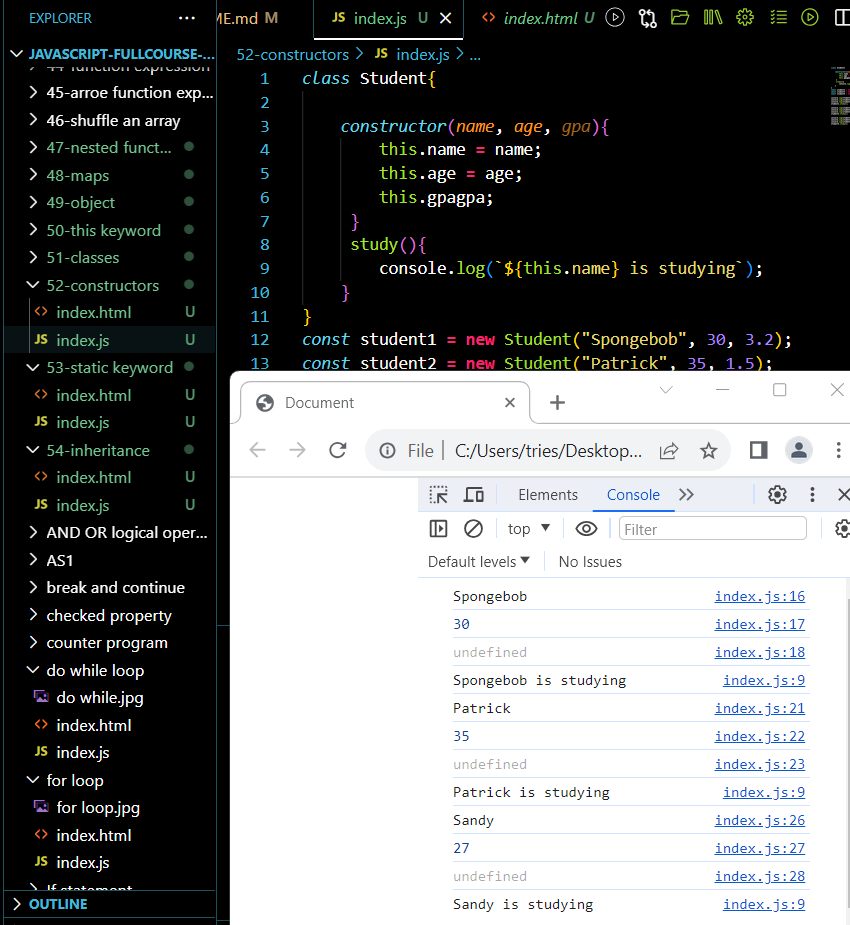 EXPLORER
JAVASCRIPT-FULLCOURSE-...
44-function expression
45-arroe function exp...
46-shuffle an array
47-nested funct...
48-maps
49-object
50-this keyword
51-classes
52-constructors
index.html U
JS index.js U
53-static keyword
index.html U
JS index.js U
54-inheritance
index.html U
JS index.js U
AND OR logical oper...
AS1
break and continue
checked property
counter program
do while loop
do while.jpg
index.html
JS index.js
for loop
for loop.jpg
index.html
JS index.js
If statement
OUTLINE
ME.md M
JS index.js U
index.html U
52-constructors > JS index.js > ...
1 class Student{
2
3 constructor(name, age, gpa){
4 this.name = name;
5 this.age = age;
6 this.gpagpa;
7 }
8 study(){
9 console.log(`${this.name} is studying`);
10 }
11 }
12 const student1 = new Student("Spongebob", 30, 3.2);
13 const student2 = new Student("Patrick", 35, 1.5);
Document
File C:/Users/tries/Desktop...
Elements Console
top Filter
Default levels No Issues
Spongebob index.js:16
30 index.js:17
undefined index.js:18
Spongebob is studying index.js:9
Patrick index.js:21
35 index.js:22
undefined index.js:23
Patrick is studying index.js:9
Sandy index.js:26
27 index.js:27
undefined index.js:28
Sandy is studying index.js:9